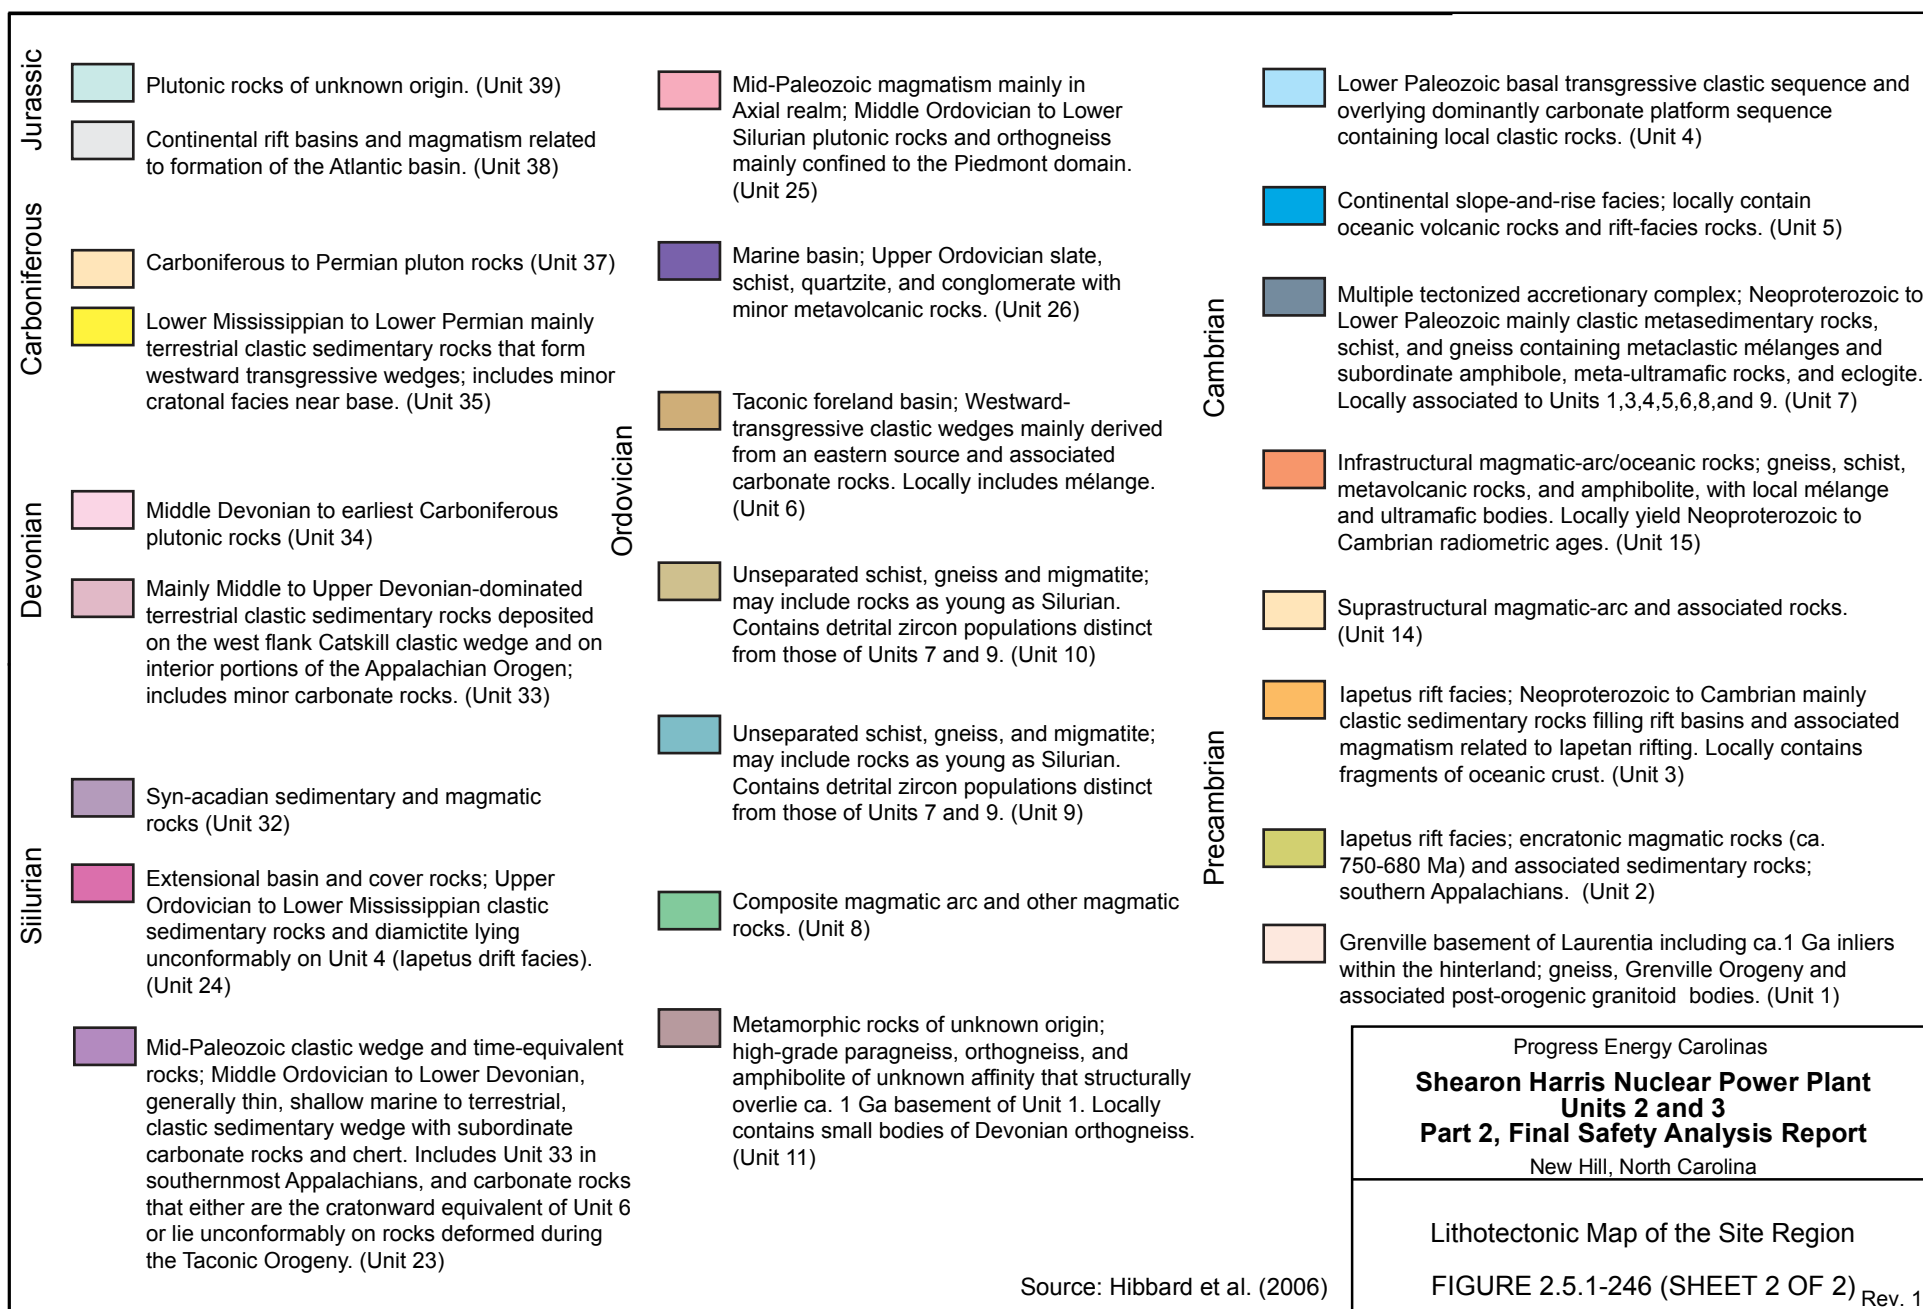 Jurassic
Plutonic rocks of unknown origin. (Unit 39)
Continental rift basins and magmatism related
to formation of the Atlantic basin. (Unit 38)
Carboniferous
Carboniferous to Permian pluton rocks (Unit 37)
Lower Mississippian to Lower Permian mainly
terrestrial clastic sedimentary rocks that form
westward transgressive wedges; includes minor
cratonal facies near base. (Unit 35)
Devonian
Middle Devonian to earliest Carboniferous
plutonic rocks (Unit 34)
Mainly Middle to Upper Devonian-dominated
terrestrial clastic sedimentary rocks deposited
on the west flank Catskill clastic wedge and on
interior portions of the Appalachian Orogen;
includes minor carbonate rocks. (Unit 33)
Siilurian
Syn-acadian sedimentary and magmatic
rocks (Unit 32)
Extensional basin and cover rocks; Upper
Ordovician to Lower Mississippian clastic
sedimentary rocks and diamictite lying
unconformably on Unit 4 (Iapetus drift facies).
(Unit 24)
Mid-Paleozoic clastic wedge and time-equivalent
rocks; Middle Ordovician to Lower Devonian,
generally thin, shallow marine to terrestrial,
clastic sedimentary wedge with subordinate
carbonate rocks and chert. Includes Unit 33 in
southernmost Appalachians, and carbonate rocks
that either are the cratonward equivalent of Unit 6
or lie unconformably on rocks deformed during
the Taconic Orogeny. (Unit 23)
Ordovician
Mid-Paleozoic magmatism mainly in
Axial realm; Middle Ordovician to Lower
Silurian plutonic rocks and orthogneiss
mainly confined to the Piedmont domain.
(Unit 25)
Marine basin; Upper Ordovician slate,
schist, quartzite, and conglomerate with
minor metavolcanic rocks. (Unit 26)
Taconic foreland basin; Westward-
transgressive clastic wedges mainly derived
from an eastern source and associated
carbonate rocks. Locally includes mélange.
(Unit 6)
Unseparated schist, gneiss and migmatite;
may include rocks as young as Silurian.
Contains detrital zircon populations distinct
from those of Units 7 and 9. (Unit 10)
Unseparated schist, gneiss, and migmatite;
may include rocks as young as Silurian.
Contains detrital zircon populations distinct
from those of Units 7 and 9. (Unit 9)
Composite magmatic arc and other magmatic
rocks. (Unit 8)
Metamorphic rocks of unknown origin;
high-grade paragneiss, orthogneiss, and
amphibolite of unknown affinity that structurally
overlie ca. 1 Ga basement of Unit 1. Locally
contains small bodies of Devonian orthogneiss.
(Unit 11)
Cambrian
Lower Paleozoic basal transgressive clastic sequence and
overlying dominantly carbonate platform sequence
containing local clastic rocks. (Unit 4)
Continental slope-and-rise facies; locally contain
oceanic volcanic rocks and rift-facies rocks. (Unit 5)
Multiple tectonized accretionary complex; Neoproterozoic to
Lower Paleozoic mainly clastic metasedimentary rocks,
schist, and gneiss containing metaclastic mélanges and
subordinate amphibole, meta-ultramafic rocks, and eclogite.
Locally associated to Units 1,3,4,5,6,8,and 9. (Unit 7)
Infrastructural magmatic-arc/oceanic rocks; gneiss, schist,
metavolcanic rocks, and amphibolite, with local mélange
and ultramafic bodies. Locally yield Neoproterozoic to
Cambrian radiometric ages. (Unit 15)
Suprastructural magmatic-arc and associated rocks.
(Unit 14)
Precambrian
Iapetus rift facies; Neoproterozoic to Cambrian mainly
clastic sedimentary rocks filling rift basins and associated
magmatism related to Iapetan rifting. Locally contains
fragments of oceanic crust. (Unit 3)
Iapetus rift facies; encratonic magmatic rocks (ca.
750-680 Ma) and associated sedimentary rocks;
southern Appalachians. (Unit 2)
Grenville basement of Laurentia including ca.1 Ga inliers
within the hinterland; gneiss, Grenville Orogeny and
associated post-orogenic granitoid bodies. (Unit 1)
Source: Hibbard et al. (2006)
Progress Energy Carolinas
Shearon Harris Nuclear Power Plant
Units 2 and 3
Part 2, Final Safety Analysis Report
New Hill, North Carolina
Lithotectonic Map of the Site Region
FIGURE 2.5.1-246 (SHEET 2 OF 2) Rev. 1